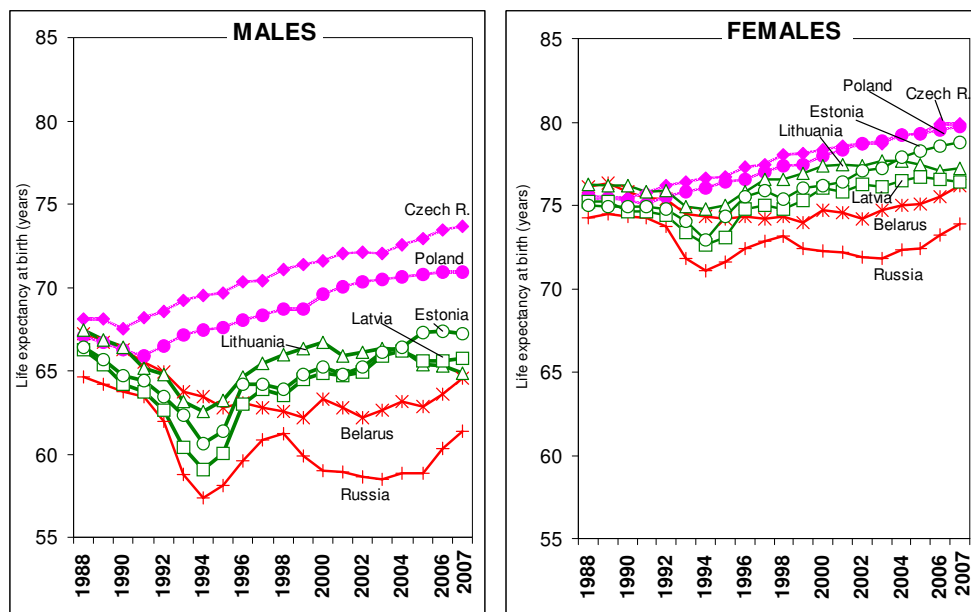 MALES
85
80
75
70
65
60
55
Life expectancy at birth (years)
Czech R.
Poland
Estonia
Latvia
Lithuania
Belarus
Russia
1988
1990
1992
1994
1996
1998
2000
2002
2004
2006
2007
FEMALES
85
80
75
70
65
60
55
Life expectancy at birth (years)
Czech R.
Poland
Estonia
Lithuania
Latvia
Belarus
Russia
1988
1990
1992
1994
1996
1998
2000
2002
2004
2006
2007